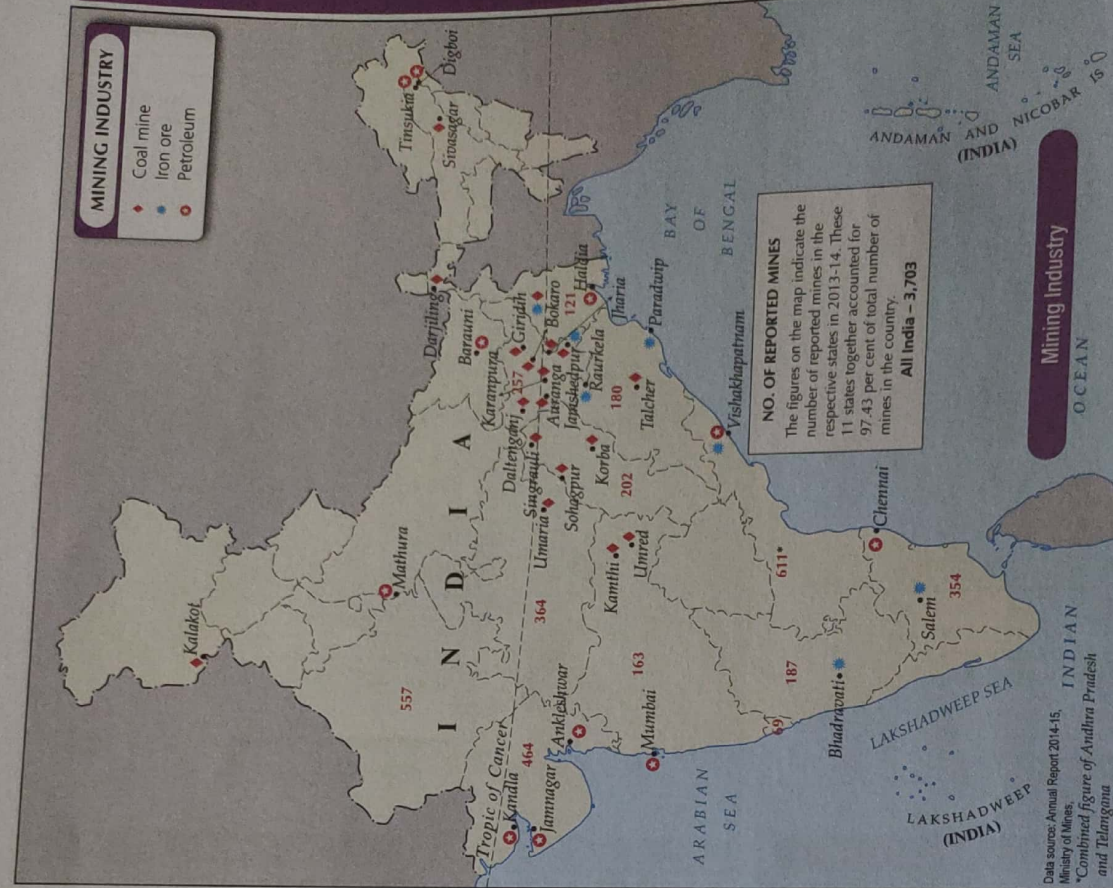 MINING INDUSTRY
Coal mine
Iron ore
Petroleum
Kalakot
Tinsukia
Digboi
Sivasagar
Mathura
557
I N D I A
Darjiling
Barauni
Karanpura
Giridih
257
Daltenganj
Bokaro
121
Haldia
Auranga
Jharia
Singrauli
Jamshedpur
Raurkela
Paradwip
Tropic of Cancer
Kandla
464
Jamnagar
Ankleshwar
364
Umaria
Sohagpur
Korba
180
Talcher
202
Kamthi
Umred
163
Mumbai
Vishakhapatnam
611*
187
69
Bhadravati
Chennai
Salem
354
ARABIAN
SEA
BAY
OF
BENGAL
LAKSHADWEEP SEA
LAKSHADWEEP
(INDIA)
INDIAN
OCEAN
ANDAMAN
SEA
ANDAMAN AND NICOBAR IS
(INDIA)
NO. OF REPORTED MINES
The figures on the map indicate the
number of reported mines in the
respective states in 2013-14. These
11 states together accounted for
97.43 per cent of total number of
mines in the country.
All India – 3,703
Mining Industry
Data source: Annual Report 2014-15,
Ministry of Mines,
*Combined figure of Andhra Pradesh
and Telangana